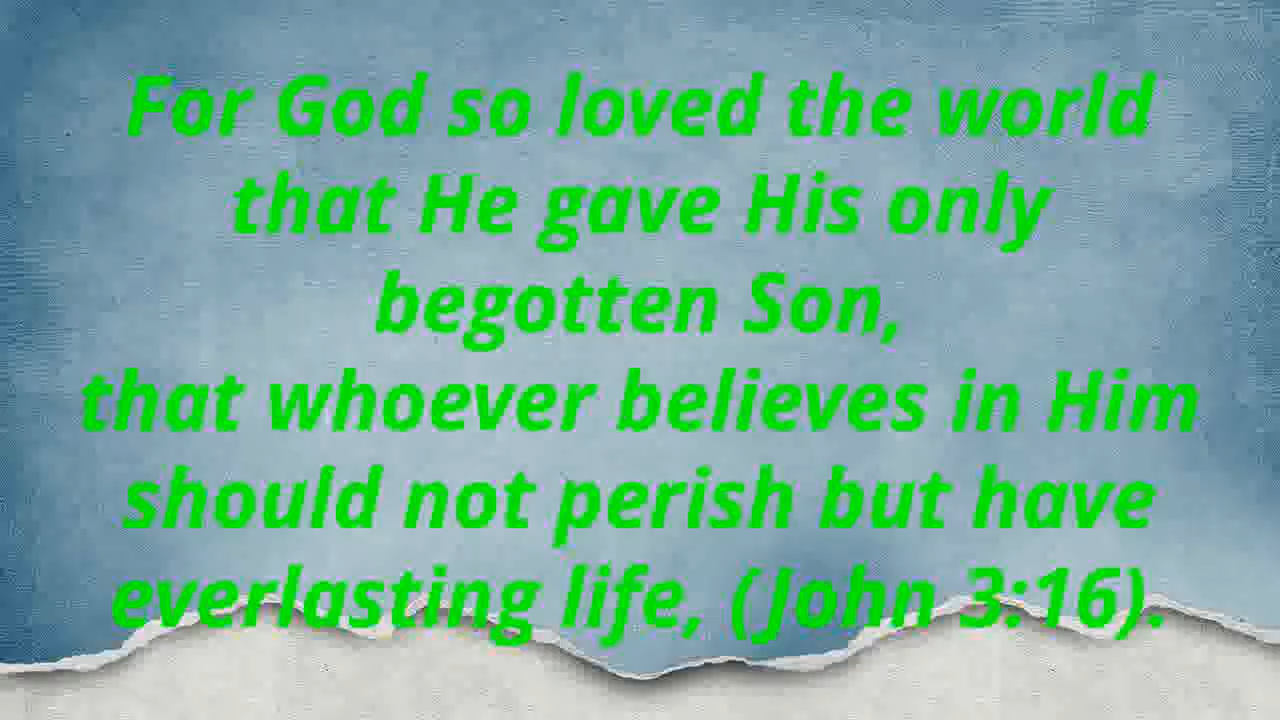 For God so loved the world
that He gave His only
begotten Son,
that whoever believes in Him
should not perish but have
everlasting life, (John 3:16).